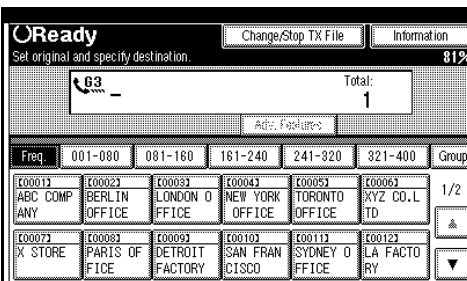 Ready
Change/Stop TX File
Information
Set original and specify destination.
81%
G3
Total:
1
Adv. Features
Freq.
001-080
081-160
161-240
241-320
321-400
Group
[0001]
ABC COMP
ANY
[0002]
BERLIN
OFFICE
[0003]
LONDON O
FFICE
[0004]
NEW YORK
OFFICE
[0005]
TORONTO
OFFICE
[0006]
XYZ CO.L
TD
1/2
[0007]
X STORE
[0008]
PARIS OF
FICE
[0009]
DETROIT
FACTORY
[0010]
SAN FRAN
CISCO
[0011]
SYDNEY O
FFICE
[0012]
LA FACTO
RY